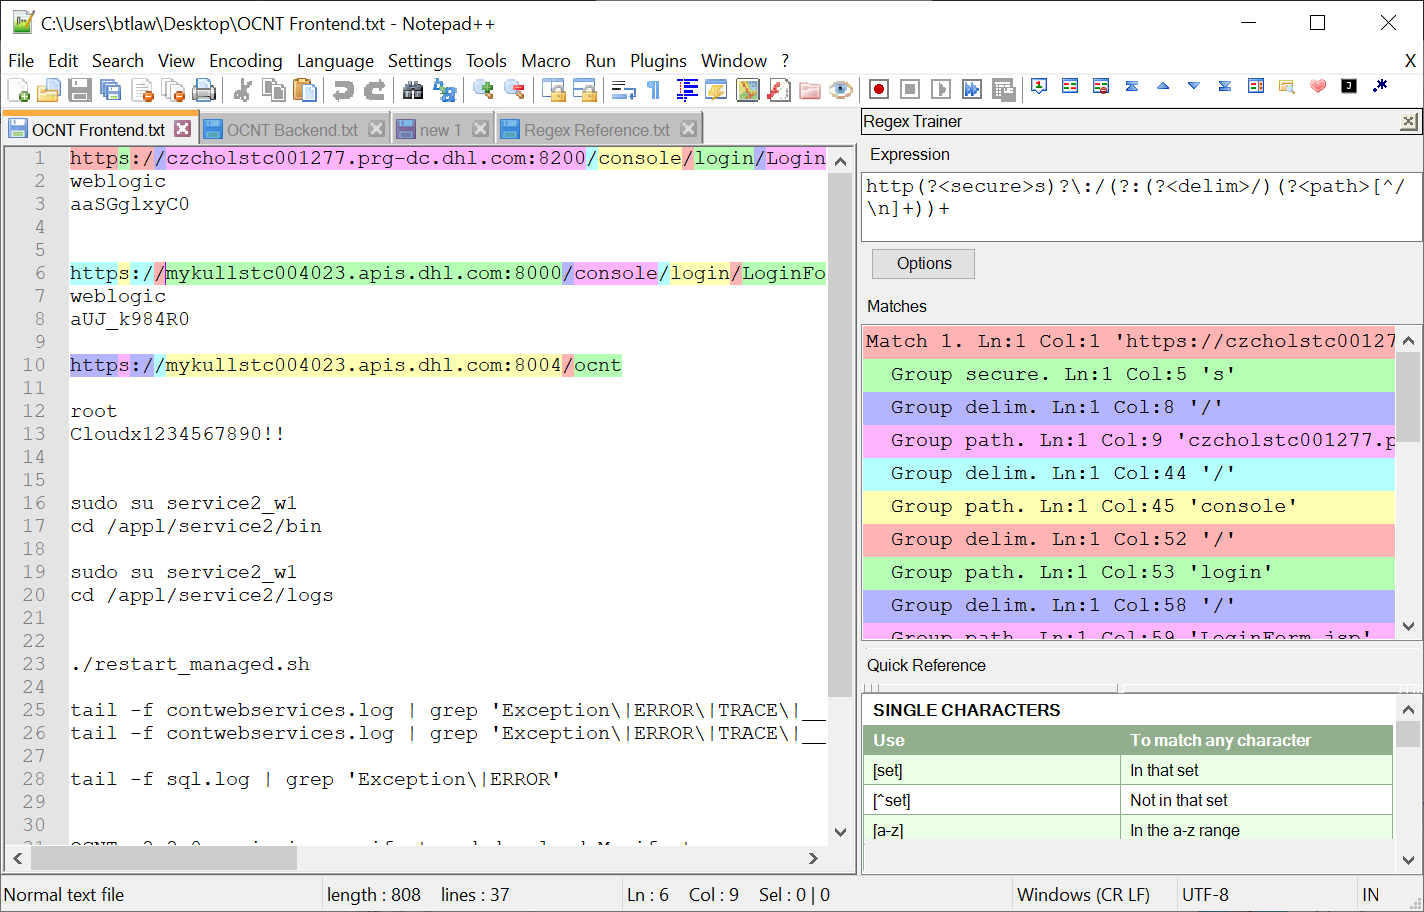 C:\Users\btlaw\Desktop\OCNT Frontend.txt - Notepad++
File Edit Search View Encoding Language Settings Tools Macro Run Plugins Window ? X
OCNT Frontend.txt OCNT Backend.txt new 1 Regex Reference.txt
1 https://czcholstc001277.prg-dc.dhl.com:8200/console/login/Login
2 weblogic
3 aaSGglxyC0
4
5
6 https://mykullstc004023.apis.dhl.com:8000/console/login/LoginFo
7 weblogic
8 aUJ_k984R0
9
10 https://mykullstc004023.apis.dhl.com:8004/ocnt
11
12 root
13 Cloudx1234567890!!
14
15
16 sudo su service2_w1
17 cd /appl/service2/bin
18
19 sudo su service2_w1
20 cd /appl/service2/logs
21
22
23 ./restart_managed.sh
24
25 tail -f contwebservices.log | grep 'Exception\|ERROR\|TRACE\|__
26 tail -f contwebservices.log | grep 'Exception\|ERROR\|TRACE\|__
27
28 tail -f sql.log | grep 'Exception\|ERROR'
29
30
Regex Trainer
Expression
http(?<secure>s)?\:/(?:(?<delim>/)(?<path>[^/
\n]+))+
Options
Matches
Match 1. Ln:1 Col:1 'https://czcholstc00127
Group secure. Ln:1 Col:5 's'
Group delim. Ln:1 Col:8 '/'
Group path. Ln:1 Col:9 'czcholstc001277.p
Group delim. Ln:1 Col:44 '/'
Group path. Ln:1 Col:45 'console'
Group delim. Ln:1 Col:52 '/'
Group path. Ln:1 Col:53 'login'
Group delim. Ln:1 Col:58 '/'
Group path. Ln:1 Col:59 'LoginForm.jsp'
Quick Reference
SINGLE CHARACTERS
Use To match any character
[set] In that set
[^set] Not in that set
[a-z] In the a-z range
Normal text file length : 808 lines : 37 Ln : 6 Col : 9 Sel : 0 | 0 Windows (CR LF) UTF-8 IN